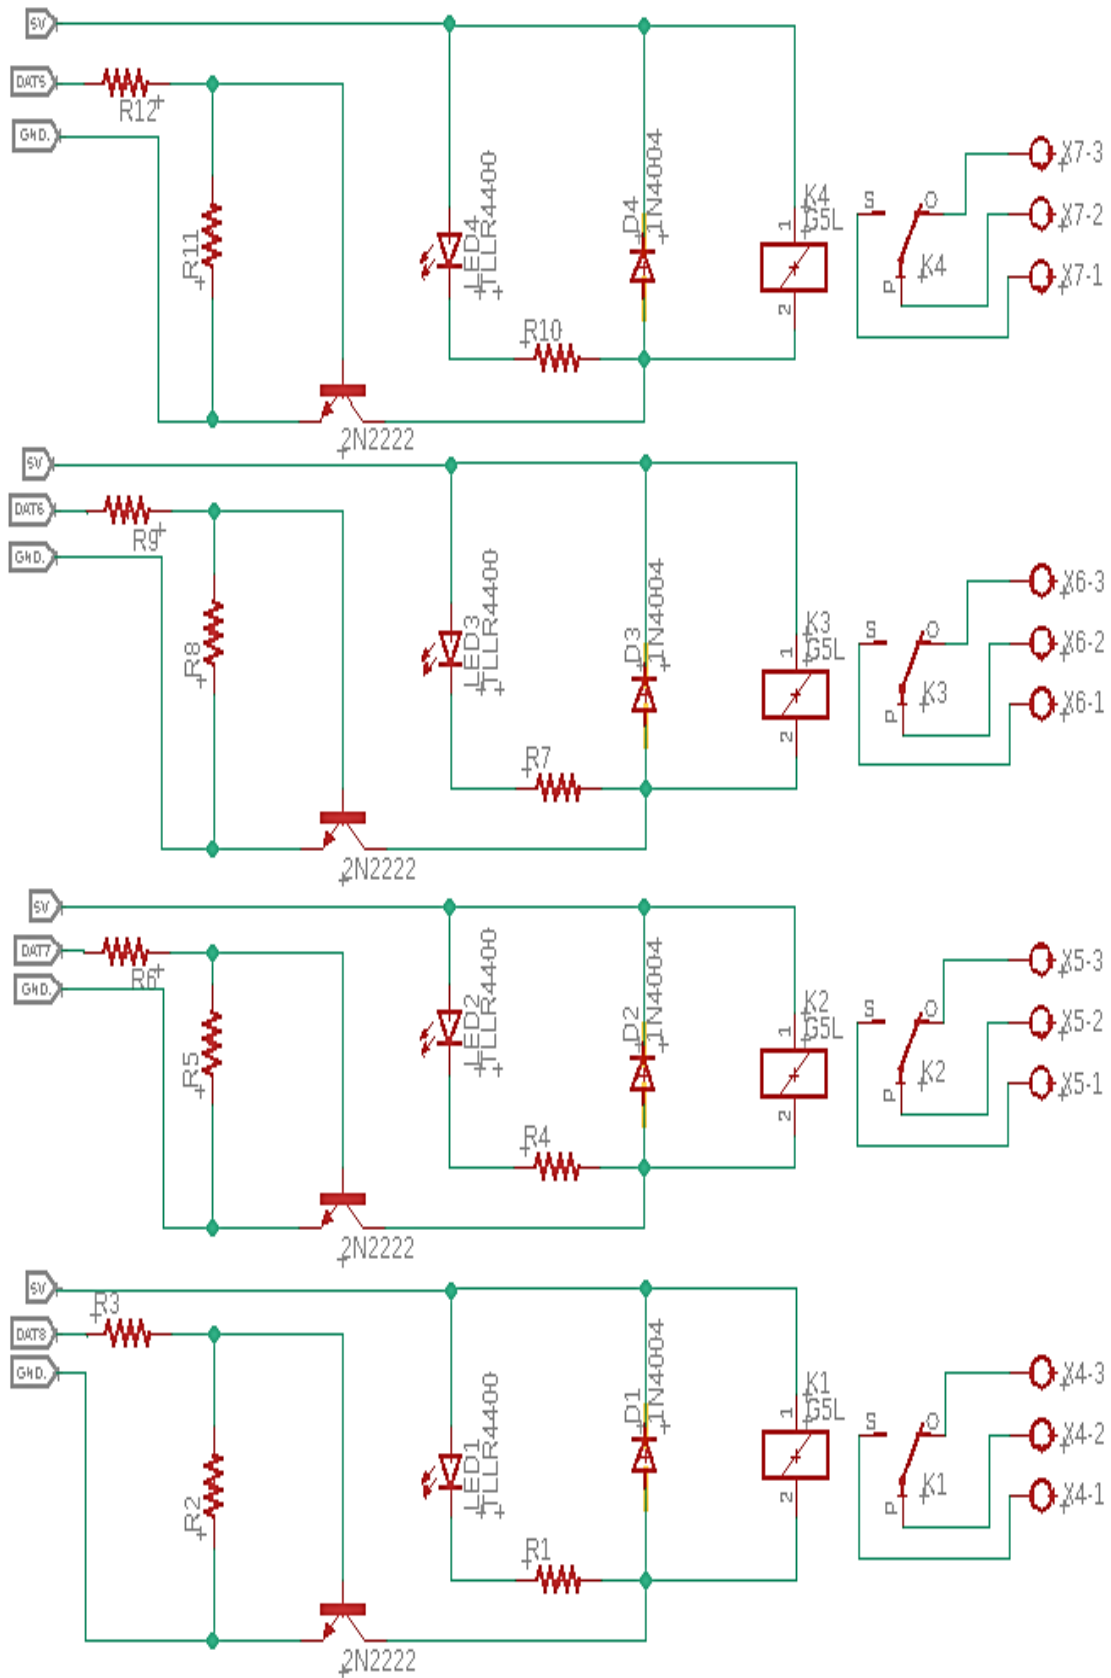 5V
DAT5
R12
GND.
R11
LED4
TLLR4400
D4
1N4004
K4
G5L
1
2
R10
2N2222
S
O
P
K4
X7-3
X7-2
X7-1
5V
DAT6
R9
GND.
R8
LED3
TLLR4400
D3
1N4004
K3
G5L
1
2
R7
2N2222
S
O
P
K3
X6-3
X6-2
X6-1
5V
DAT7
R6
GND.
R5
LED2
TLLR4400
D2
1N4004
K2
G5L
1
2
R4
2N2222
S
O
P
K2
X5-3
X5-2
X5-1
5V
R3
DAT8
GND.
R2
LED1
TLLR4400
D1
1N4004
K1
G5L
1
2
R1
2N2222
S
O
P
K1
X4-3
X4-2
X4-1